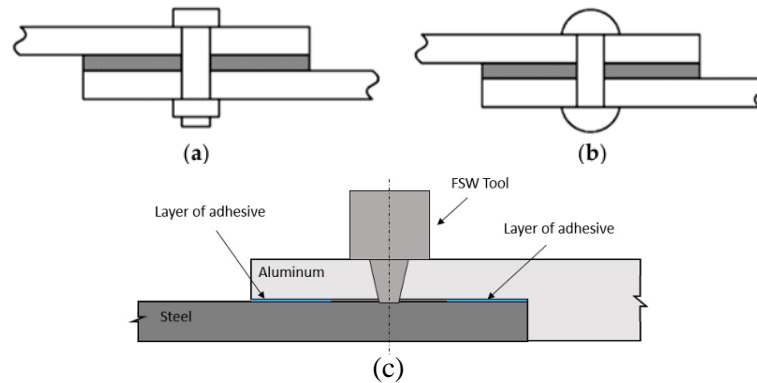 (a)
(b)
FSW Tool
Layer of adhesive
Layer of adhesive
Aluminum
Steel
(c)